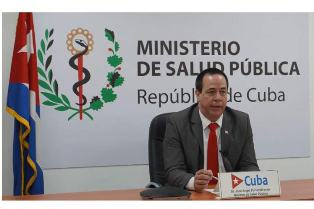 MINISTERIO
DE SALUD PÚBLICA
República de Cuba
Cuba